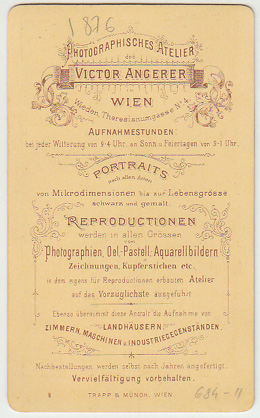 1876
PHOTOGRAPHISCHES ATELIER
des
VICTOR ANGERER
WIEN
Wieden, Theresianumgasse No 4.
AUFNAHMESTUNDEN:
bei jeder Witterung von 9-4 Uhr, an Sonn u. Feiertagen von 9-1 Uhr.
PORTRAITS
nach allen Arten
von Mikrodimensionen bis zur Lebensgrösse
schwarz und gemalt.
REPRODUCTIONEN
werden in allen Grössen
von
Photographien, Oel-Pastell, Aquarellbildern
Zeichnungen, Kupferstichen etc.
in dem eigens für Reproductionen erbauten Atelier
auf das Vorzüglichste ausgeführt
Ebenso übernimmt diese Anstalt die Aufnahme von
LANDHÄUSERN
ZIMMERN, MASCHINEN u. INDUSTRIEGEGENSTÄNDEN.
Nachbestellungen werden selbst nach Jahren angefertigt.
Vervielfältigung vorbehalten.
TRAPP & MÜNCH, WIEN
G84-11